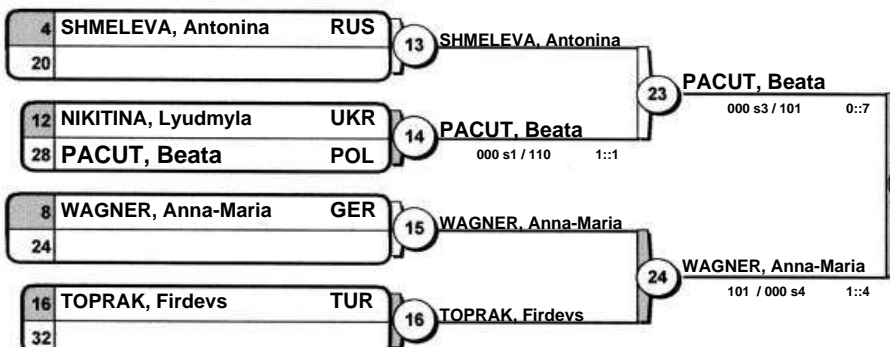 4 SHMELEVA, Antonina RUS
20
13 SHMELEVA, Antonina
23 PACUT, Beata
000 s3 / 101 0::7
12 NIKITINA, Lyudmyla UKR
28 PACUT, Beata POL
14 PACUT, Beata
000 s1 / 110 1::1
8 WAGNER, Anna-Maria GER
24
15 WAGNER, Anna-Maria
24 WAGNER, Anna-Maria
101 / 000 s4 1::4
16 TOPRAK, Firdevs TUR
32
16 TOPRAK, Firdevs